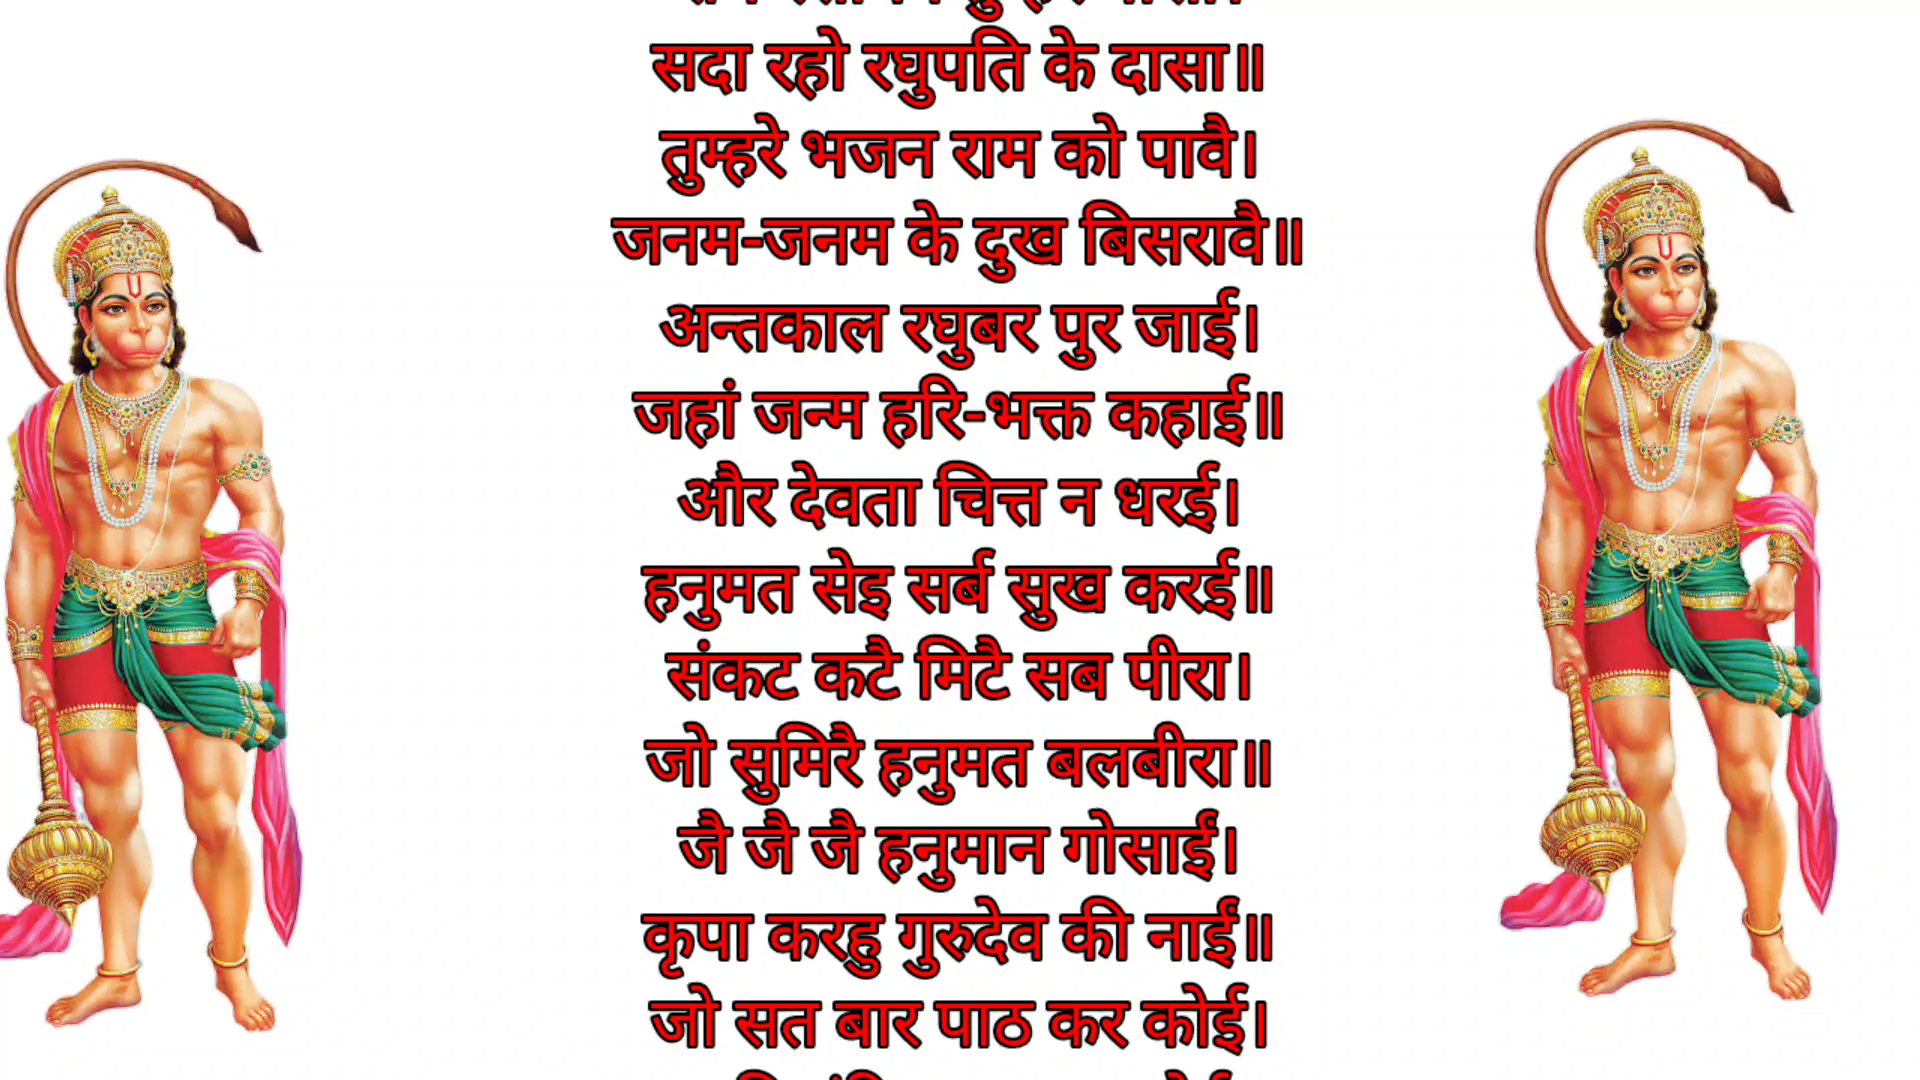 सदा रहो रघुपति के दासा॥
तुम्हरे भजन राम को पावै।
जनम-जनम के दुख बिसरावै॥
अन्तकाल रघुबर पुर जाई।
जहां जन्म हरि-भक्त कहाई॥
और देवता चित्त न धरई।
हनुमत सेइ सर्ब सुख करई॥
संकट कटै मिटै सब पीरा।
जो सुमिरै हनुमत बलबीरा॥
जै जै जै हनुमान गोसाईं।
कृपा करहु गुरुदेव की नाईं॥
जो सत बार पाठ कर कोई।